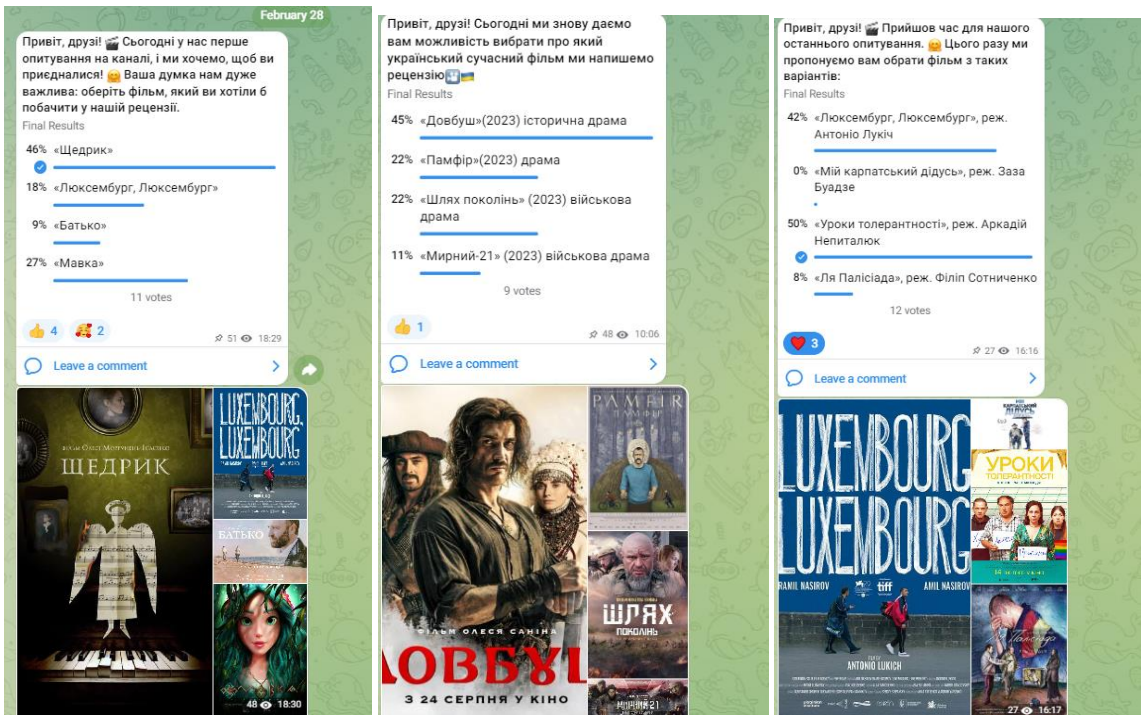 February 28
Привіт, друзі! 🎬 Сьогодні у нас перше
опитування на каналі, і ми хочемо, щоб ви
приєдналися! 🤗 Ваша думка нам дуже
важлива: оберіть фільм, який ви хотіли б
побачити у нашій рецензії.
Final Results
46% «Щедрик»
18% «Люксембург, Люксембург»
9% «Батько»
27% «Мавка»
11 votes
👍 4 🥰 2
51 18:29
Leave a comment
ЩЕДРИК
LUXEMBOURG,
LUXEMBOURG
БАТЬКО
48 18:30
Привіт, друзі! Сьогодні ми знову даємо
вам можливість вибрати про який
український сучасний фільм ми напишемо
рецензію🎦🇺🇦
Final Results
45% «Довбуш»(2023) історична драма
22% «Памфір»(2023) драма
22% «Шлях поколінь» (2023) військова
драма
11% «Мирний-21» (2023) військова драма
9 votes
👍 1
48 10:06
Leave a comment
PAMFIR
ПАМФІР
ШЛЯХ
ПОКОЛІНЬ
ФІЛЬМ ОЛЕСЯ САНІНА
ДОВБУШ
З 24 СЕРПНЯ У КІНО
МИРНИЙ-21
Привіт, друзі! 🎬 Прийшов час для нашого
останнього опитування. 🤗 Цього разу ми
пропонуємо вам обрати фільм з таких
варіантів:
Final Results
42% «Люксембург, Люксембург», реж.
Антоніо Лукіч
0% «Мій карпатський дідусь», реж. Заза
Буадзе
50% «Уроки толерантності», реж. Аркадій
Непиталюк
8% «Ля Палісіада», реж. Філіп Сотниченко
12 votes
❤️ 3
27 16:16
Leave a comment
LUXEMBOURG
LUXEMBOURG
RAMIL NASIROV
tiff
AMIL NASIROV
ANTONIO LUKICH
КАРПАТСЬКИЙ
ДІДУСЬ
УРОКИ
ТОЛЕРАНТНОСТІ
27 16:17